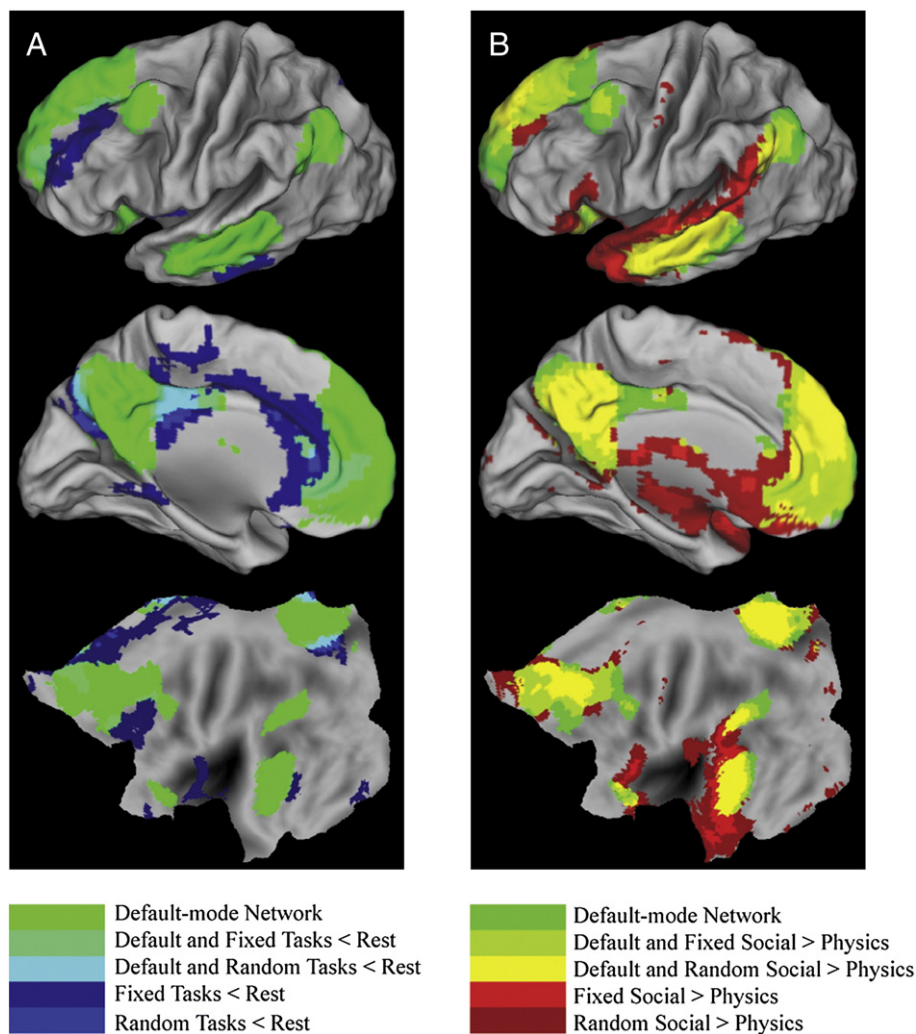 A
B
Default-mode Network
Default and Fixed Tasks < Rest
Default and Random Tasks < Rest
Fixed Tasks < Rest
Random Tasks < Rest
Default-mode Network
Default and Fixed Social > Physics
Default and Random Social > Physics
Fixed Social > Physics
Random Social > Physics